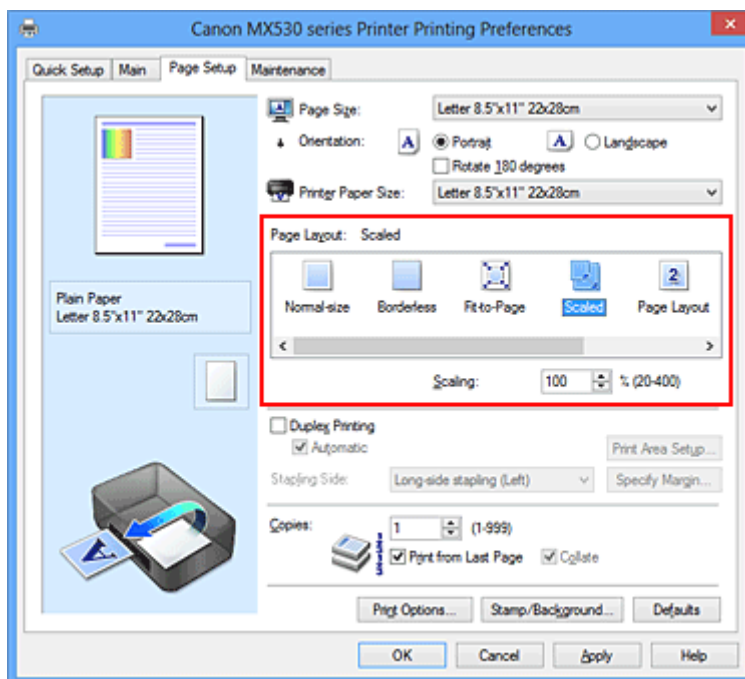 Canon MX530 series Printer Printing Preferences
x
Quick Setup Main Page Setup Maintenance
Page Size: Letter 8.5"x11" 22x28cm
Orientation: A Portrait A Landscape
Rotate 180 degrees
Printer Paper Size: Letter 8.5"x11" 22x28cm
Page Layout: Scaled
2
Normal-size Borderless Fit-to-Page Scaled Page Layout
< >
Scaling: 100 % (20-400)
Plain Paper
Letter 8.5"x11" 22x28cm
Duplex Printing
Automatic Print Area Setup...
Stapling Side: Long-side stapling (Left) Specify Margin...
Copies: 1 (1-999)
Print from Last Page Collate
A
Print Options... Stamp/Background... Defaults
OK Cancel Apply Help